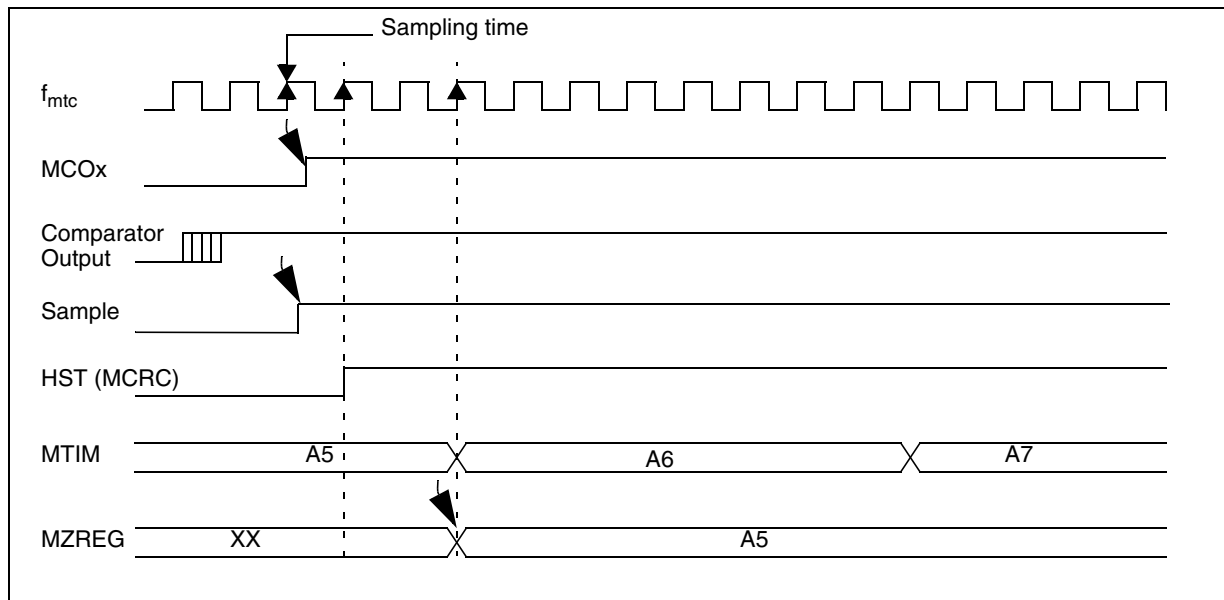 Sampling time
fmtc
MCOx
Comparator
Output
Sample
HST (MCRC)
MTIM
A5
A6
A7
MZREG
XX
A5